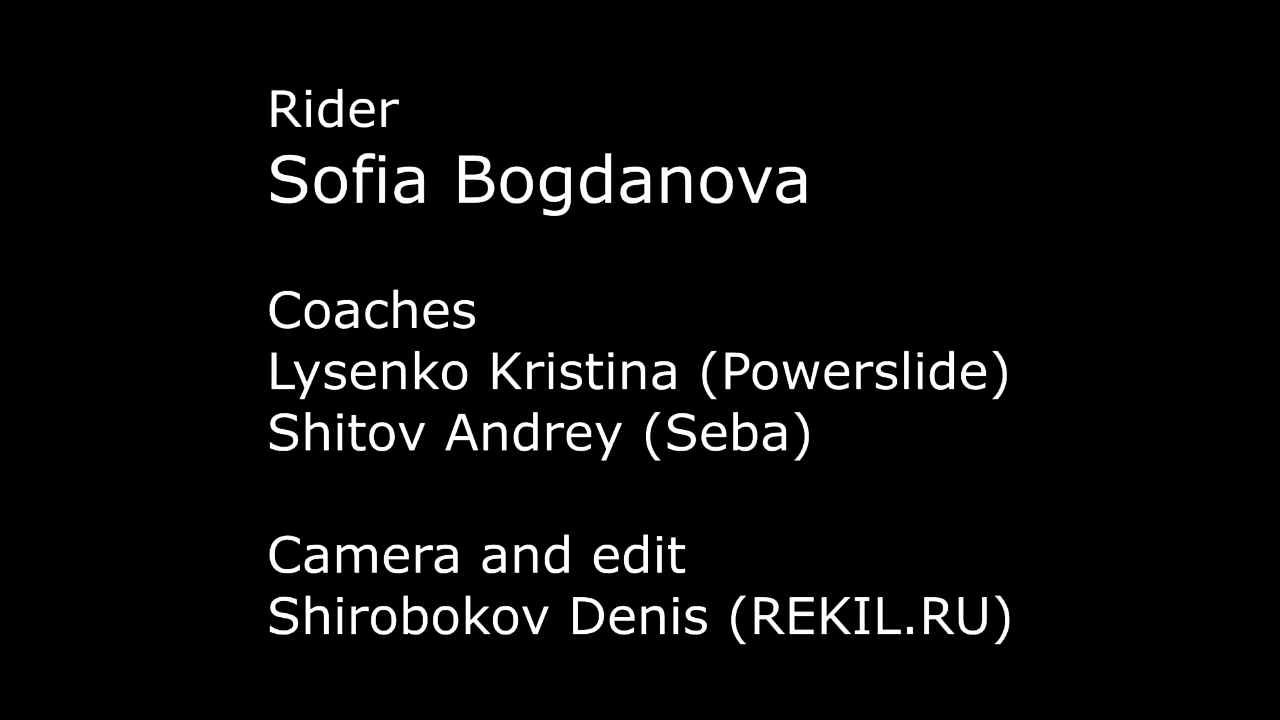 Rider
Sofia Bogdanova
Coaches
Lysenko Kristina (Powerslide)
Shitov Andrey (Seba)
Camera and edit
Shirobokov Denis (REKIL.RU)